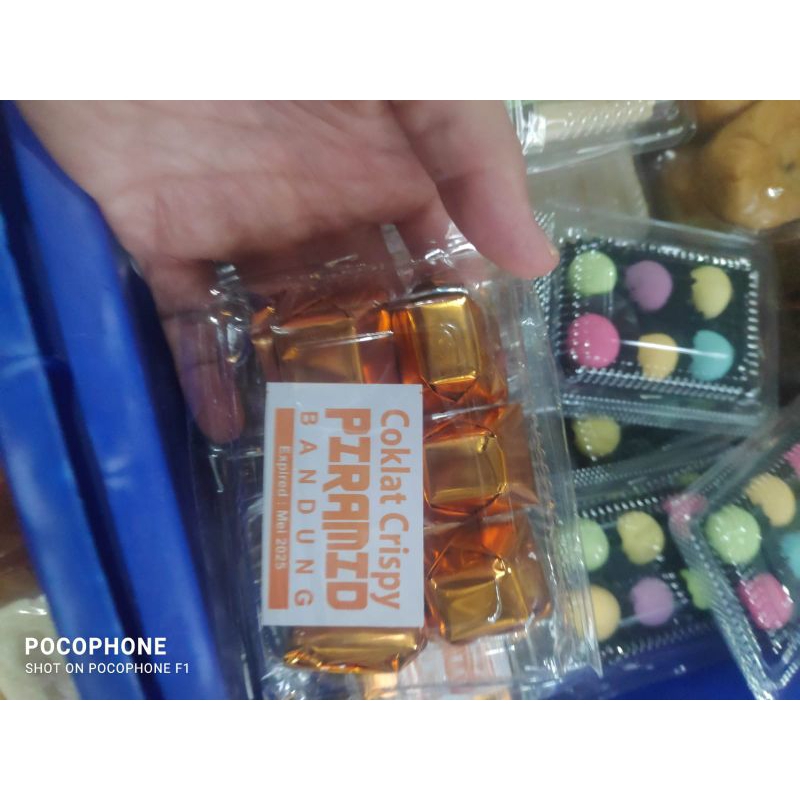 Coklat Crispy
PIRAMID
BANDUNG
Expired : Mei 2025
POCOPHONE
SHOT ON POCOPHONE F1